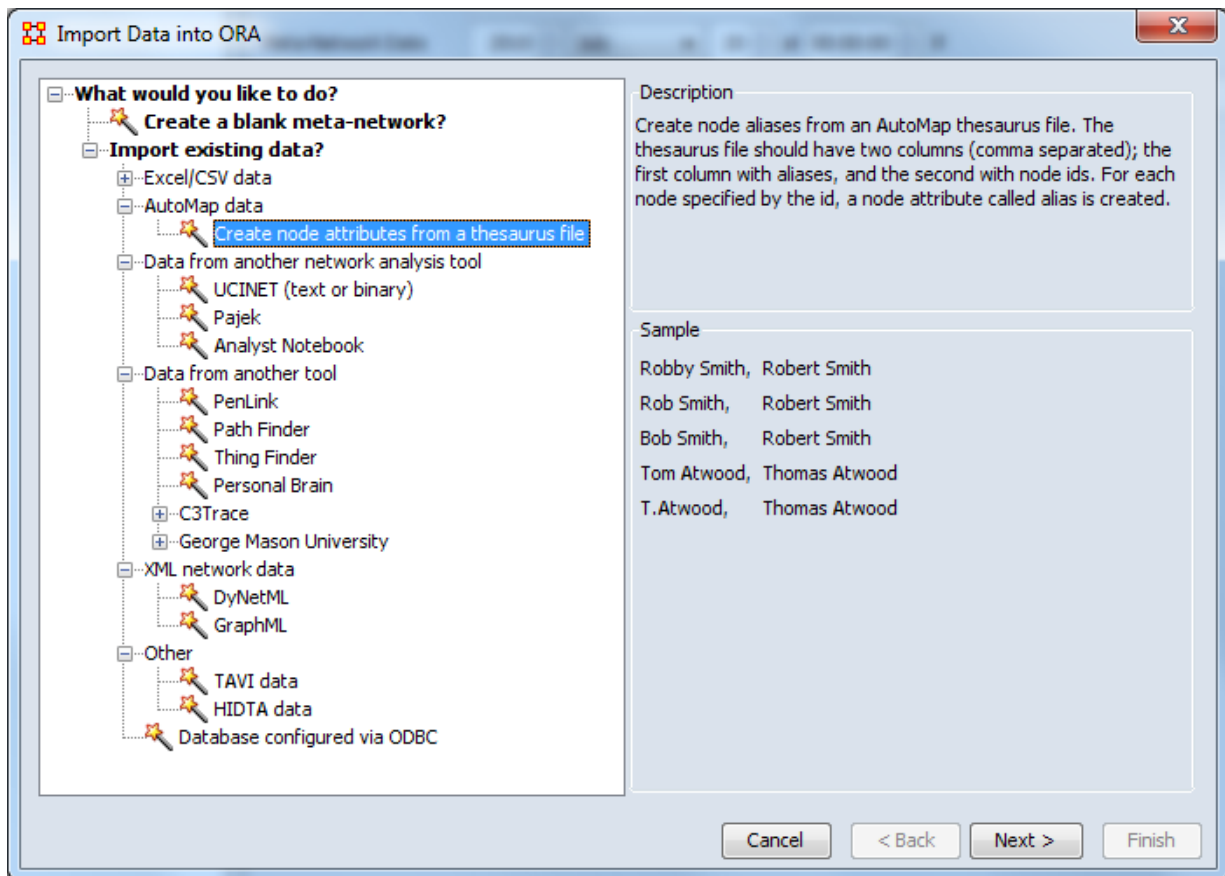 Import Data into ORA
What would you like to do?
Create a blank meta-network?
Import existing data?
Excel/CSV data
AutoMap data
Create node attributes from a thesaurus file
Data from another network analysis tool
UCINET (text or binary)
Pajek
Analyst Notebook
Data from another tool
PenLink
Path Finder
Thing Finder
Personal Brain
C3Trace
George Mason University
XML network data
DyNetML
GraphML
Other
TAVI data
HIDTA data
Database configured via ODBC
Description
Create node aliases from an AutoMap thesaurus file. The
thesaurus file should have two columns (comma separated); the
first column with aliases, and the second with node ids. For each
node specified by the id, a node attribute called alias is created.
Sample
Robby Smith, Robert Smith
Rob Smith, Robert Smith
Bob Smith, Robert Smith
Tom Atwood, Thomas Atwood
T.Atwood, Thomas Atwood
Cancel < Back Next > Finish